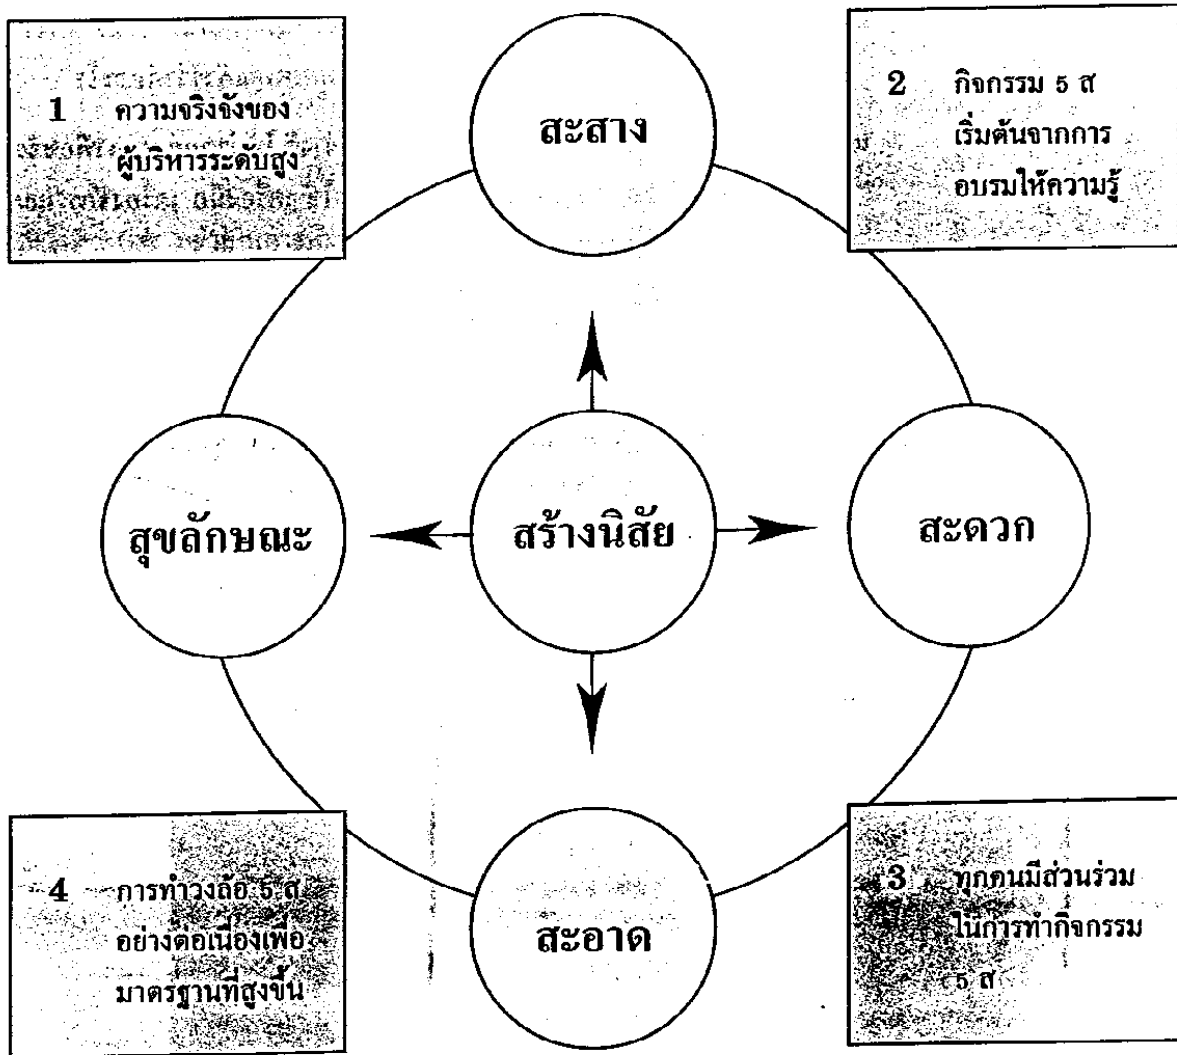 1 ความจริงจังของ
ผู้บริหารระดับสูง
สะสาง
2 กิจกรรม 5 ส
เริ่มต้นจากการ
อบรมให้ความรู้
สุขลักษณะ
สร้างนิสัย
สะดวก
4 การทำวงล้อ 5 ส
อย่างต่อเนื่องเพื่อ
มาตรฐานที่สูงขึ้น
สะอาด
3 ทุกคนมีส่วนร่วม
ในการทำกิจกรรม
5 ส